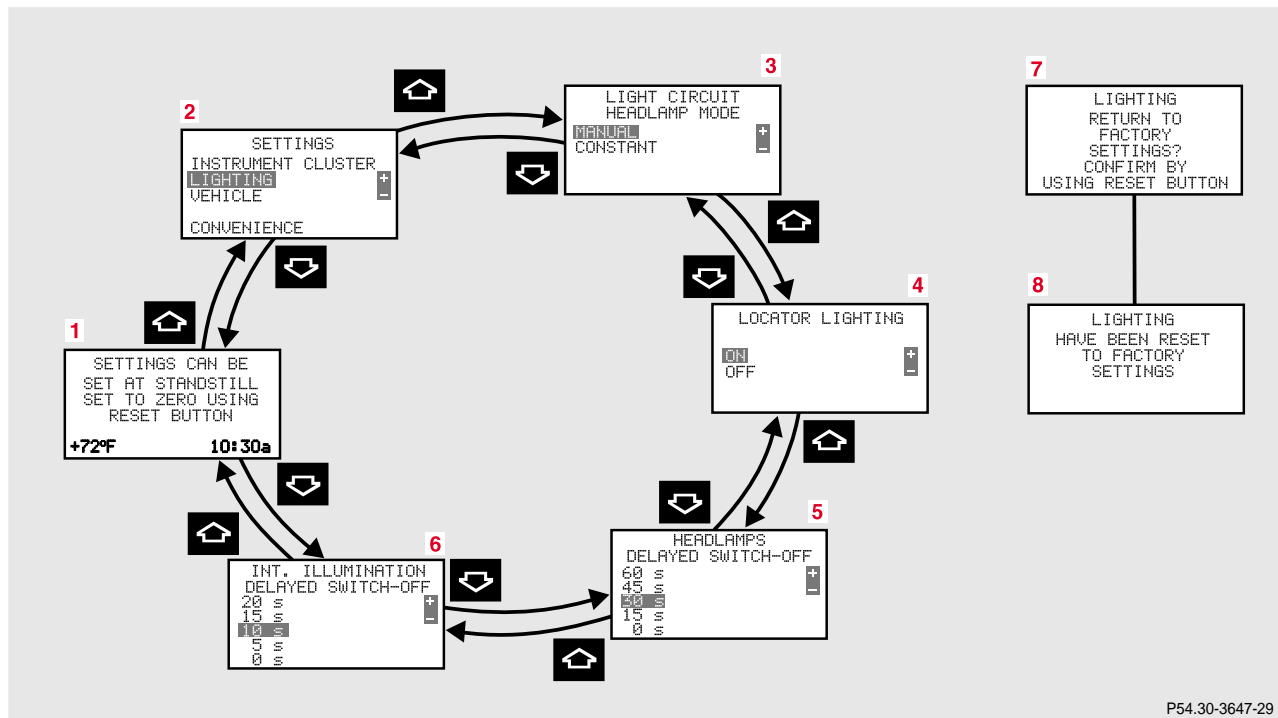 1
SETTINGS CAN BE
SET AT STANDSTILL
SET TO ZERO USING
RESET BUTTON
+72°F 10:30a
2
SETTINGS
INSTRUMENT CLUSTER
LIGHTING +
VEHICLE –
CONVENIENCE
3
LIGHT CIRCUIT
HEADLAMP MODE
MANUAL +
CONSTANT –
4
LOCATOR LIGHTING
ON +
OFF –
5
HEADLAMPS
DELAYED SWITCH-OFF
60 s +
45 s –
30 s
15 s
0 s
6
INT. ILLUMINATION
DELAYED SWITCH-OFF
20 s +
15 s –
10 s
5 s
0 s
7
LIGHTING
RETURN TO
FACTORY
SETTINGS?
CONFIRM BY
USING RESET BUTTON
8
LIGHTING
HAVE BEEN RESET
TO FACTORY
SETTINGS
P54.30-3647-29